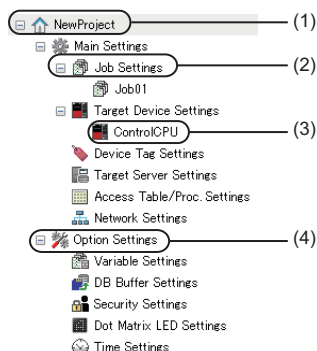 NewProject (1)
Main Settings
Job Settings (2)
Job01
Target Device Settings
ControlCPU (3)
Device Tag Settings
Target Server Settings
Access Table/Proc. Settings
Network Settings
Option Settings (4)
Variable Settings
DB Buffer Settings
Security Settings
Dot Matrix LED Settings
Time Settings